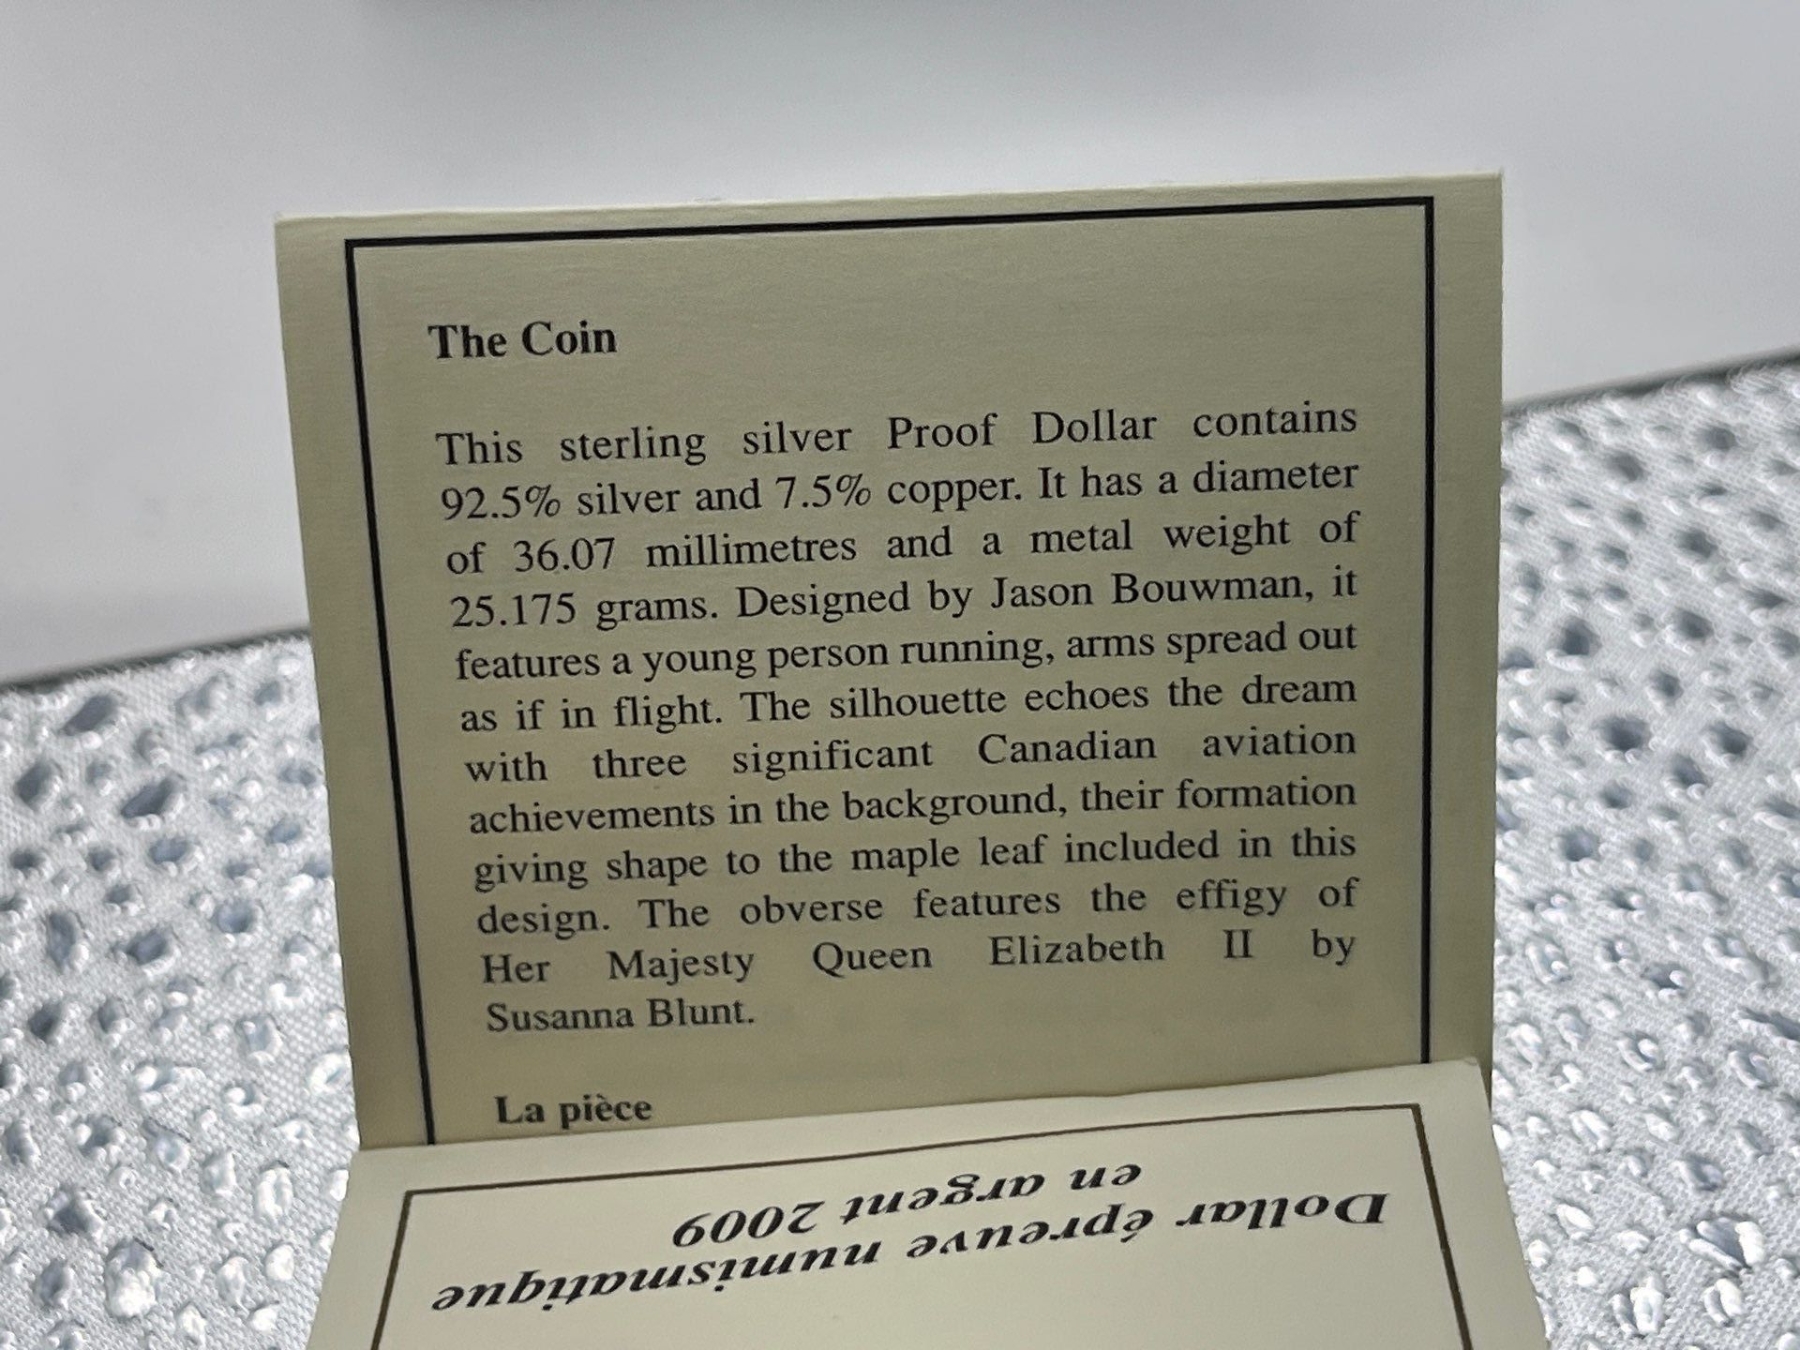 The Coin
This sterling silver Proof Dollar contains
92.5% silver and 7.5% copper. It has a diameter
of 36.07 millimetres and a metal weight of
25.175 grams. Designed by Jason Bouwman, it
features a young person running, arms spread out
as if in flight. The silhouette echoes the dream
with three significant Canadian aviation
achievements in the background, their formation
giving shape to the maple leaf included in this
design. The obverse features the effigy of
Her Majesty Queen Elizabeth II by
Susanna Blunt.
La pièce
Dollar épreuve numismatique
en argent 2009